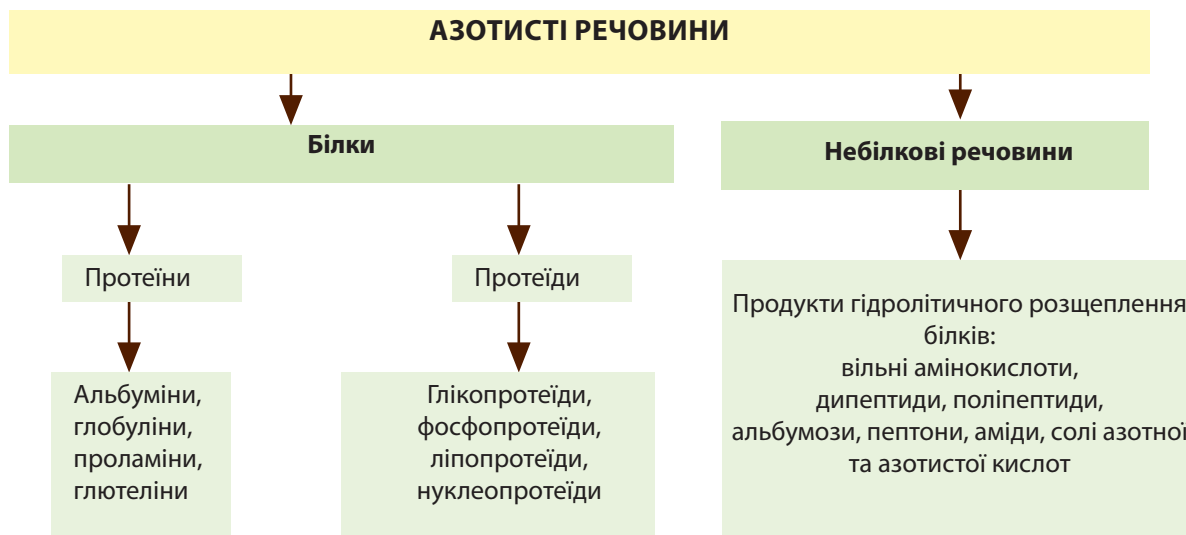 АЗОТИСТІ РЕЧОВИНИ
Білки
Небілкові речовини
Протеїни
Протеїди
Альбуміни,
глобуліни,
проламіни,
глютеліни
Глікопротеїди,
фосфопротеїди,
ліпопротеїди,
нуклеопротеїди
Продукти гідролітичного розщеплення
білків:
вільні амінокислоти,
дипептиди, поліпептиди,
альбумози, пептони, аміди, солі азотної
та азотистої кислот